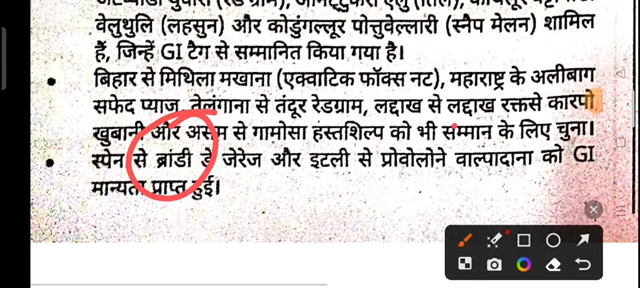 वेलुथुल्लि (लहसुन) और कोडुंगल्लूर पोत्तुवेल्लारी (स्नैप मेलन) शामिल
हैं, जिन्हें GI टैग से सम्मानित किया गया है।
• बिहार से मिथिला मखाना (एक्वाटिक फॉक्स नट), महाराष्ट्र के अलीबाग
सफेद प्याज, तेलंगाना से तंदूर रेडग्राम, लद्दाख से लद्दाख रक्तसे कारपो
खुबानी और असम से गामोसा हस्तशिल्प को भी सम्मान के लिए चुना।
• स्पेन से ब्रांडी डे जेरेज और इटली से प्रोवोलोने वाल्पादाना को GI
मान्यता प्राप्त हुई।